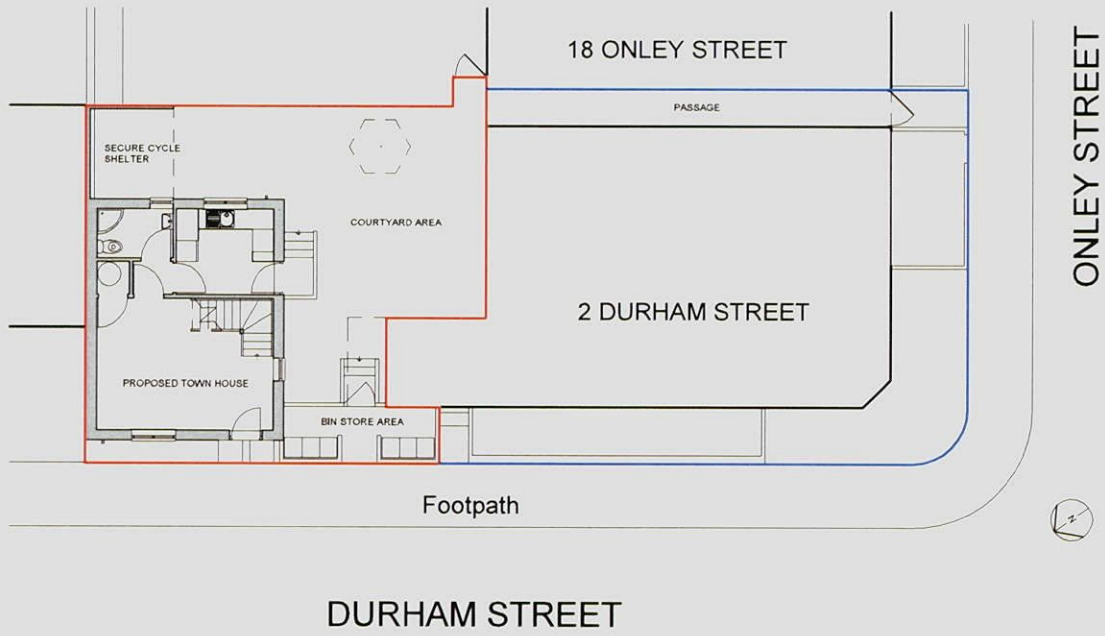 18 ONLEY STREET
PASSAGE
ONLEY STREET
SECURE CYCLE
SHELTER
COURTYARD AREA
2 DURHAM STREET
PROPOSED TOWN HOUSE
BIN STORE AREA
Footpath
N
DURHAM STREET